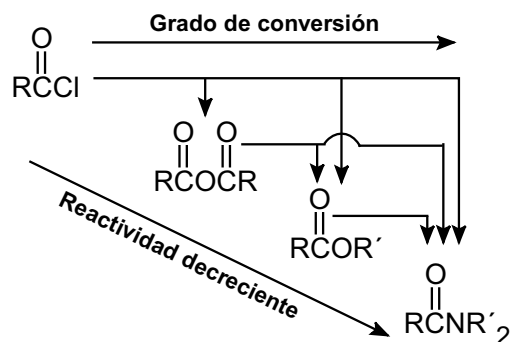 Grado de conversión
O
RCCl
O O
RCOCR
O
RCOR´
Reactividad decreciente
O
RCNR´2